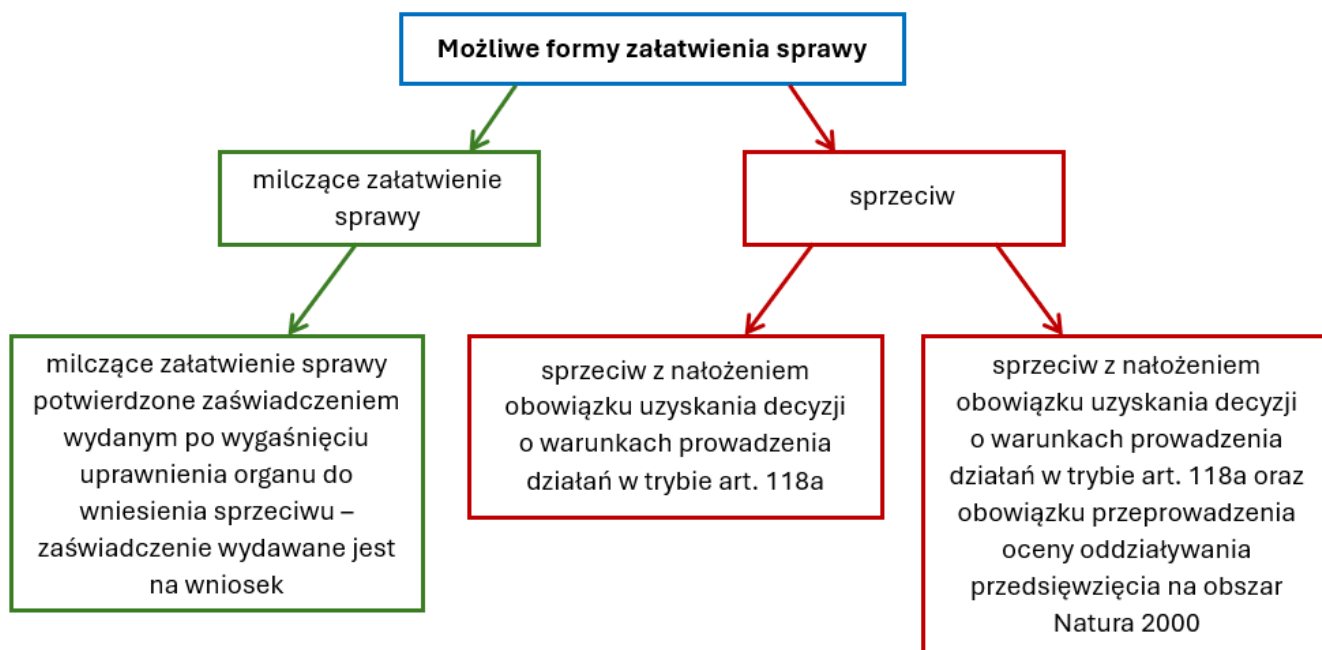 Możliwe formy załatwienia sprawy
milczące załatwienie
sprawy
sprzeciw
milczące załatwienie sprawy
potwierdzone zaświadczeniem
wydanym po wygaśnięciu
uprawnienia organu do
wniesienia sprzeciwu –
zaświadczenie wydawane jest
na wniosek
sprzeciw z nałożeniem
obowiązku uzyskania decyzji
o warunkach prowadzenia
działań w trybie art. 118a
sprzeciw z nałożeniem
obowiązku uzyskania decyzji
o warunkach prowadzenia
działań w trybie art. 118a oraz
obowiązku przeprowadzenia
oceny oddziaływania
przedsięwzięcia na obszar
Natura 2000